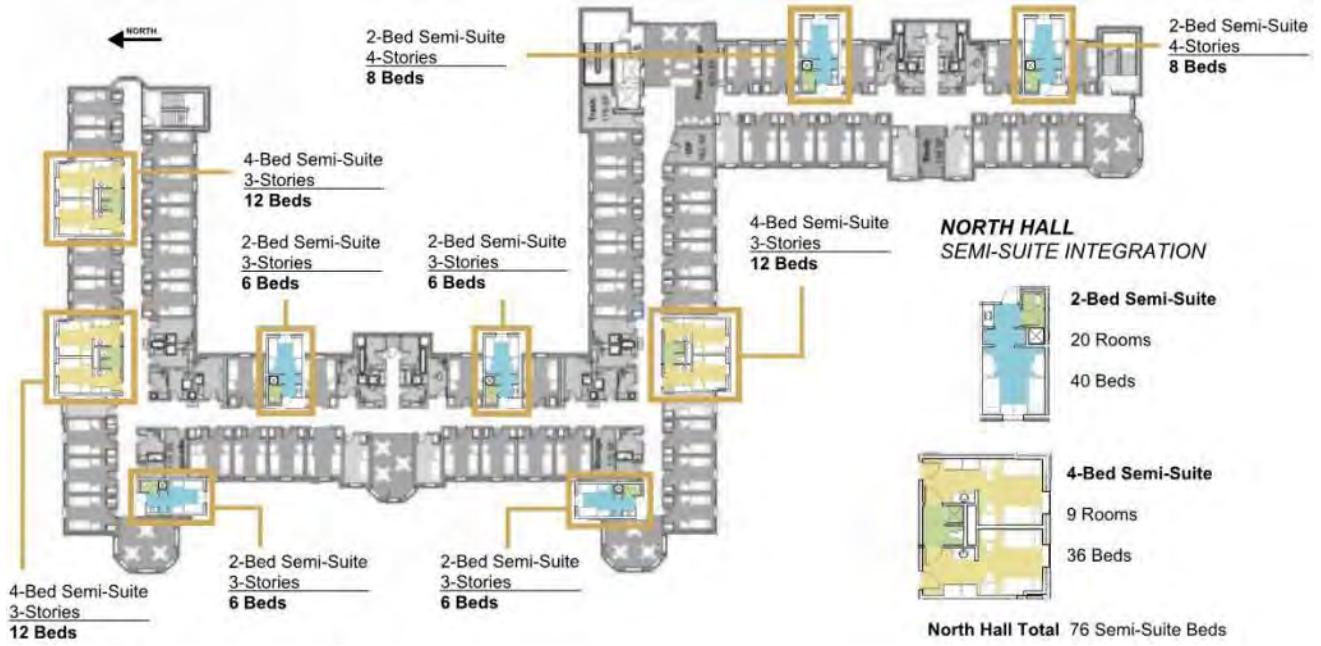 NORTH
2-Bed Semi-Suite
4-Stories
8 Beds
2-Bed Semi-Suite
4-Stories
8 Beds
4-Bed Semi-Suite
3-Stories
12 Beds
2-Bed Semi-Suite
3-Stories
6 Beds
2-Bed Semi-Suite
3-Stories
6 Beds
4-Bed Semi-Suite
3-Stories
12 Beds
Trash
Study
NORTH HALL
SEMI-SUITE INTEGRATION
2-Bed Semi-Suite
20 Rooms
40 Beds
4-Bed Semi-Suite
9 Rooms
36 Beds
North Hall Total 76 Semi-Suite Beds
4-Bed Semi-Suite
3-Stories
12 Beds
2-Bed Semi-Suite
3-Stories
6 Beds
2-Bed Semi-Suite
3-Stories
6 Beds